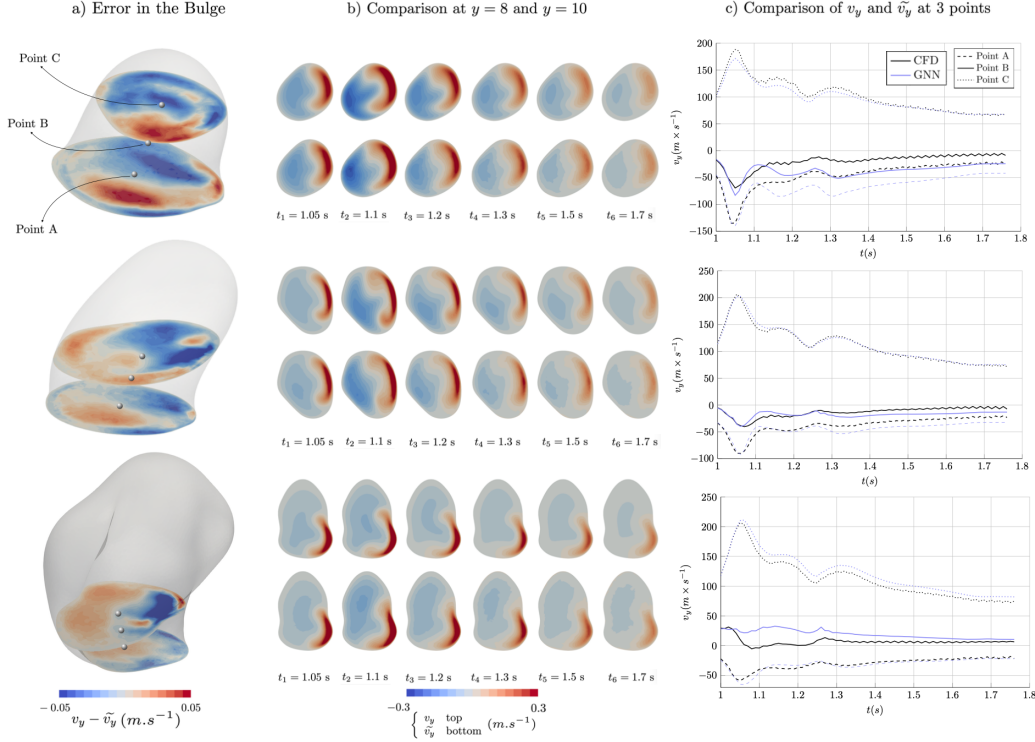 a) Error in the Bulge
b) Comparison at y = 8 and y = 10
c) Comparison of v_y and ṽ_y at 3 points
Point C
Point B
Point A
t₁ = 1.05 s t₂ = 1.1 s t₃ = 1.2 s t₄ = 1.3 s t₅ = 1.5 s t₆ = 1.7 s
t₁ = 1.05 s t₂ = 1.1 s t₃ = 1.2 s t₄ = 1.3 s t₅ = 1.5 s t₆ = 1.7 s
t₁ = 1.05 s t₂ = 1.1 s t₃ = 1.2 s t₄ = 1.3 s t₅ = 1.5 s t₆ = 1.7 s
-0.05 0.05
v_y − ṽ_y (m.s⁻¹)
−0.3 0.3
{ v_y top
ṽ_y bottom (m.s⁻¹)
CFD
GNN
Point A
Point B
Point C
200
150
100
50
0
−50
−100
−150
v_y(m × s⁻¹)
1 1.1 1.2 1.3 1.4 1.5 1.6 1.7 1.8
t(s)
250
200
150
100
50
0
−50
−100
v_y(m × s⁻¹)
1 1.1 1.2 1.3 1.4 1.5 1.6 1.7 1.8
t(s)
250
200
150
100
50
0
−50
v_y(m × s⁻¹)
1 1.1 1.2 1.3 1.4 1.5 1.6 1.7 1.8
t(s)